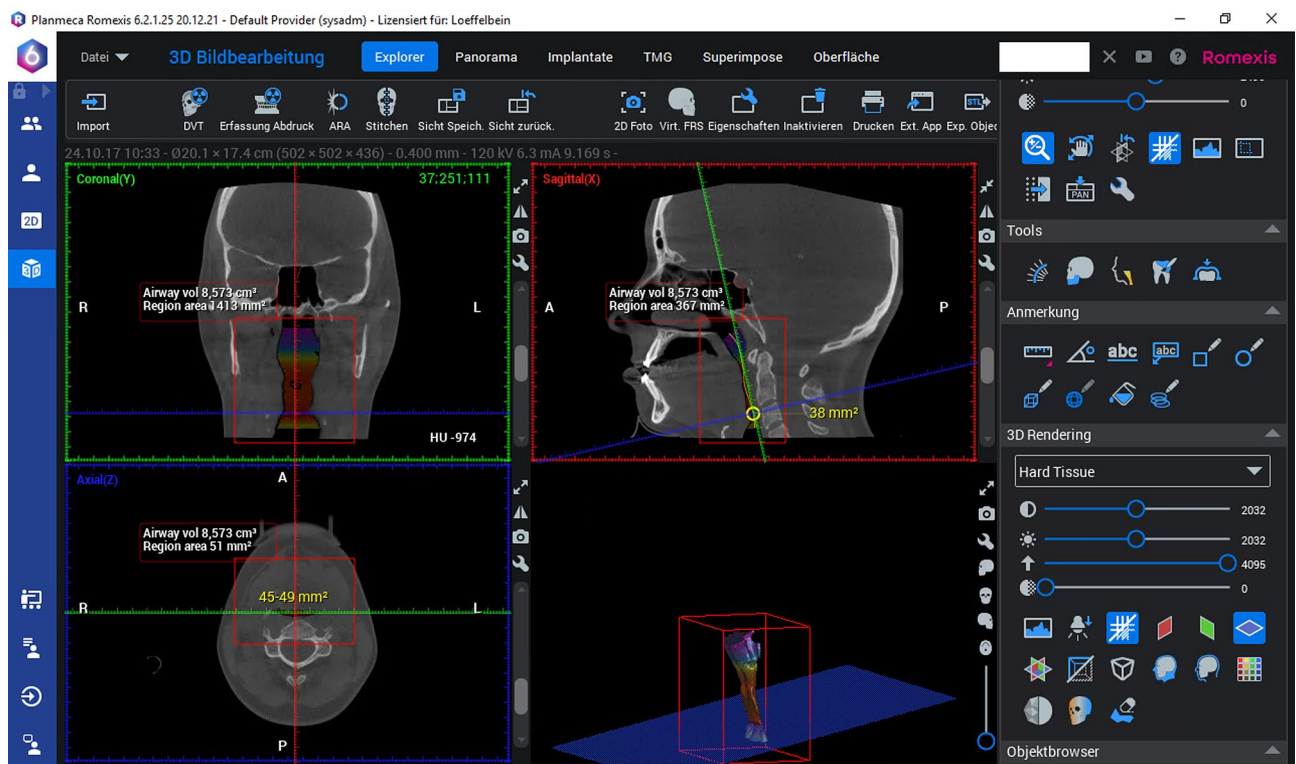 Planmeca Romexis 6.2.1.25 20.12.21 - Default Provider (sysadm) - Lizensiert für: Loeffelbein
6
Datei
3D Bildbearbeitung
Explorer
Panorama
Implantate
TMG
Superimpose
Oberfläche
Romexis
Import
DVT
Erfassung Abdruck
ARA
Stitchen
Sicht Speich.
Sicht zurück.
2D Foto
Virt. FRS
Eigenschaften
Inaktivieren
Drucken
Ext. App
Exp. Objec
STL
0
24.10.17 10:33 - Ø20.1 × 17.4 cm (502 × 502 × 436) - 0.400 mm - 120 kV 6.3 mA 9.169 s -
2D
3D
Coronal(Y)
37;251;111
Airway vol 8,573 cm³
Region area 1413 mm²
R
L
HU -974
Sagittal(X)
Airway vol 8,573 cm³
Region area 367 mm²
A
P
38 mm²
Axial(Z)
A
Airway vol 8,573 cm³
Region area 51 mm²
45-49 mm²
R
L
P
PAN
Tools
Anmerkung
abc
abc
3D Rendering
Hard Tissue
2032
2032
4095
0
Objektbrowser